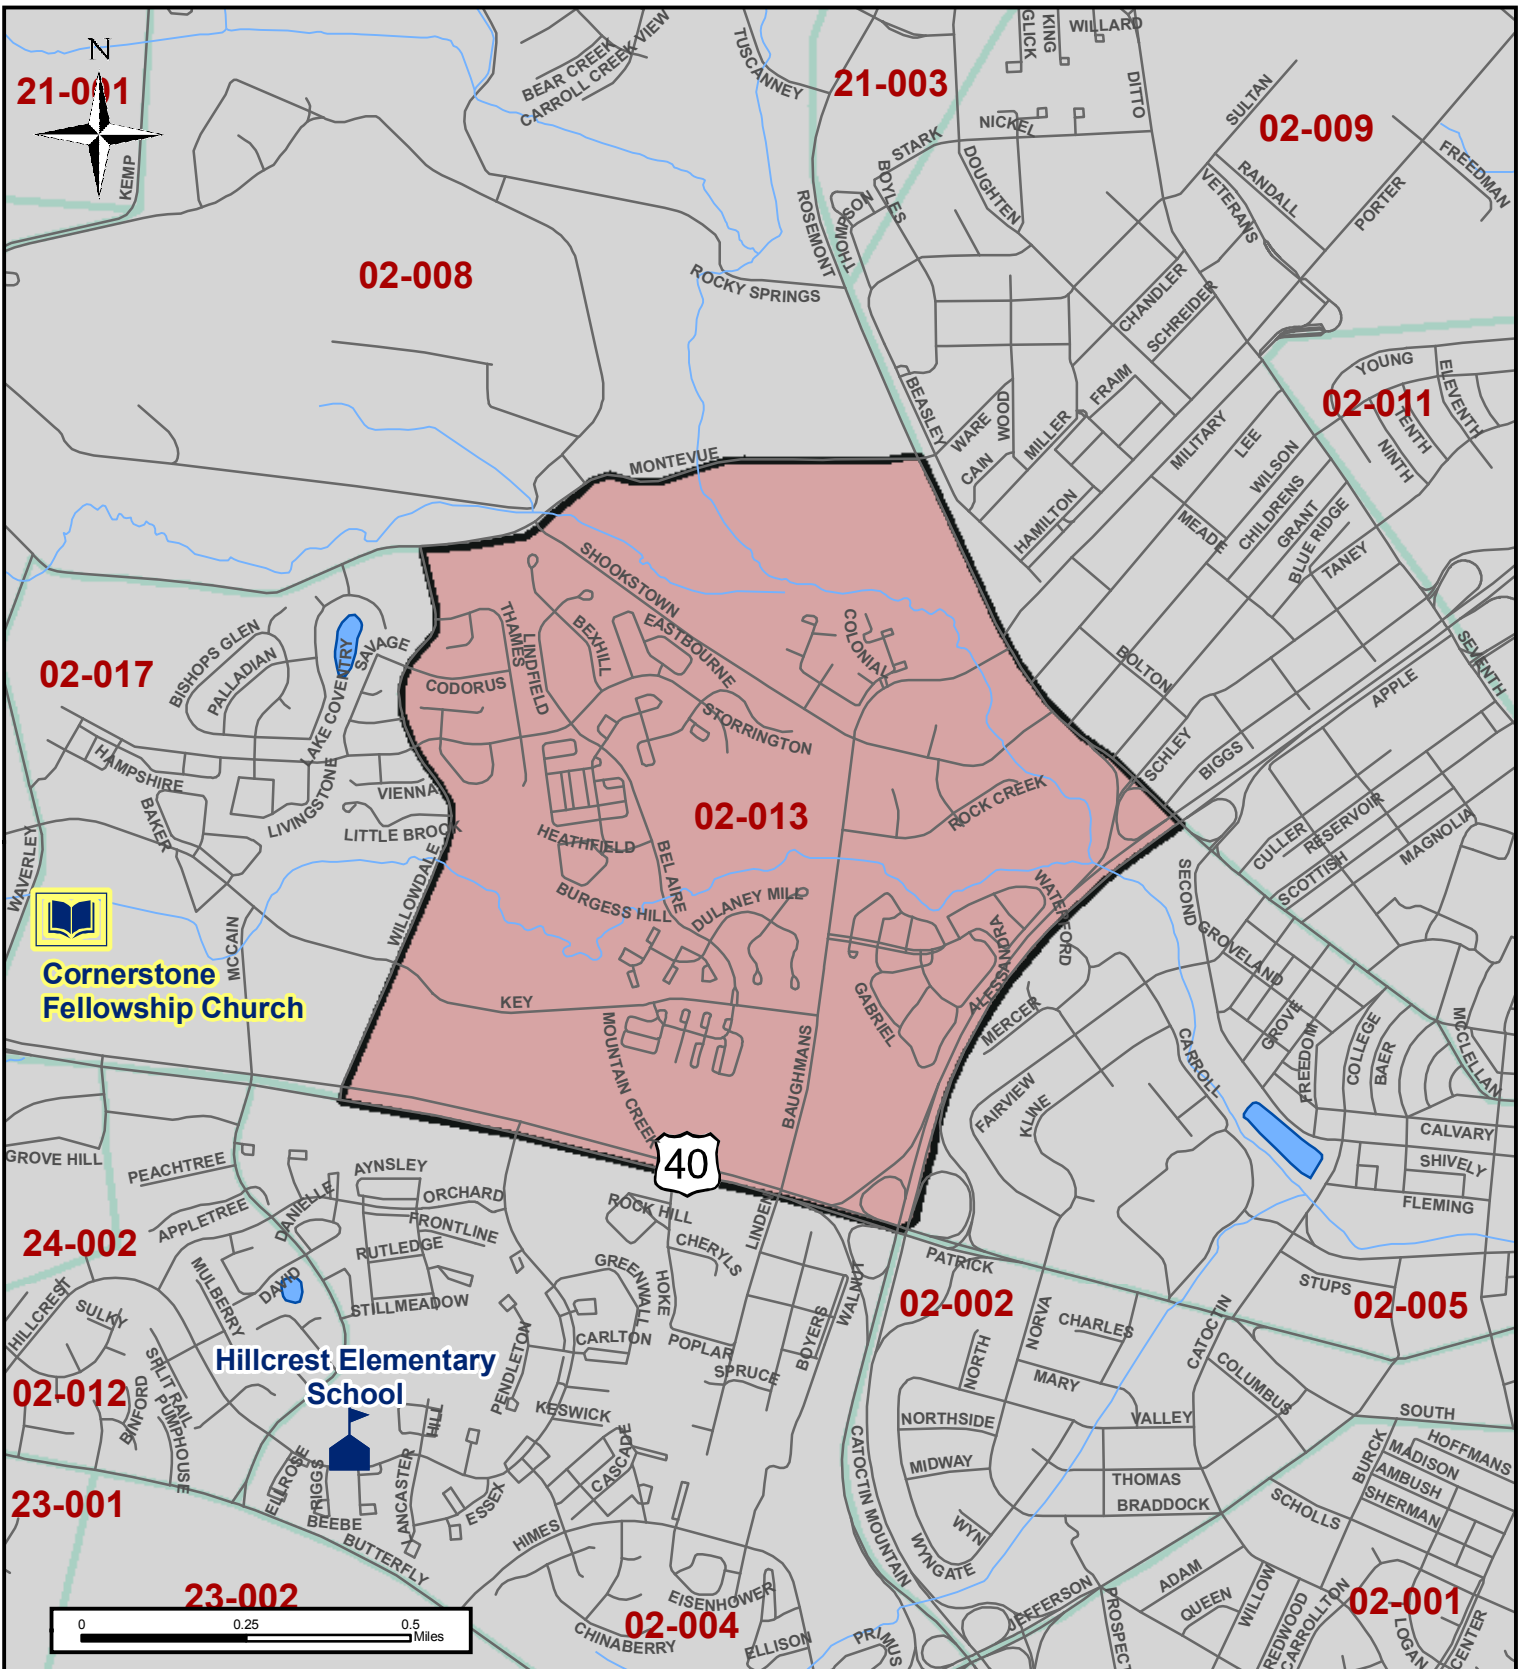 N
21-001
KEMP
BEAR CREEK
CARROLL CREEK VIEW
TUSCANNEY
21-003
GLICK
KING
WILLARD
DITTO
SULTAN
02-009
FREEDMAN
NICKEL
STARK
DOUGHTEN
BOYLES
THOMPSON
ROSEMONT
RANDALL
VETERANS
PORTER
02-008
ROCKY SPRINGS
CHANDLER
SCHREIDER
YOUNG
ELEVENTH
02-011
TENTH
NINTH
BEASLEY
WARE
WOOD
CAIN
MILLER
FRAIM
MILITARY
LEE
WILSON
CHILDRENS
GRANT
BLUE RIDGE
TANEY
MONTEVUE
HAMILTON
MEADE
SHOOKSTOWN
EASTBOURNE
BEXHILL
THAMES
LINDFIELD
CODORUS
STORRINGTON
COLONIAL
BOLTON
SEVENTH
APPLE
BISHOPS GLEN
PALLADIAN
SAVAGE
LAKE COVENTRY
02-017
HAMPSHIRE
BAKER
LIVINGSTONE
VIENNA
LITTLE BROOK
SCHLEY
BIGGS
02-013
ROCK CREEK
CULLER
RESERVOIR
SCOTTISH
MAGNOLIA
WAVERLEY
WILLOWDALE
HEATHFIELD
BEL AIRE
BURGESS HILL
DULANEY MILL
WATERFORD
SECOND
GROVELAND
Cornerstone
Fellowship Church
MCCAIN
KEY
GABRIEL
ALESSANDRA
MERCER
GROVE
FREEDOM
COLLEGE
BAER
MCCLELLAN
MOUNTAIN CREEK
BAUGHMANS
CARROLL
FAIRVIEW
KLINE
CALVARY
SHIVELY
FLEMING
40
GROVE HILL
PEACHTREE
AYNSLEY
ORCHARD
APPLETREE
DANIELLE
FRONTLINE
RUTLEDGE
24-002
ROCK HILL
CHERYLS
LINDEN
PATRICK
DAVID
MULBERRY
STILLMEADOW
GREENWALL
HOKE
WALNUT
02-002
STUPS
02-005
HILLCREST
SULKY
Hillcrest Elementary
School
PENDLETON
CARLTON
POPLAR
SPRUCE
BOYERS
NORVA
CHARLES
NORTH
CATOCTIN
COLUMBUS
02-012
BINFORD
SPLIT RAIL
PUMPHOUSE
HILL
KESWICK
MARY
NORTHSIDE
VALLEY
SOUTH
HOFFMANS
MADISON
BURCK
AMBUSH
SHERMAN
23-001
ELLROSE
RIGGS
BEEBE
ANCASTER
ESSEX
CASCADE
MIDWAY
THOMAS
BRADDOCK
SCHOLLS
BUTTERFLY
HIMES
CATOCTIN MOUNTAIN
WYN
WYNGATE
23-002
EISENHOWER
02-004
CHINABERRY
ELLISON
PRIMUS
JEFFERSON
PROSPECT
ADAM
QUEEN
WILLOW
REDWOOD
CARROLLTON
02-001
LOGAN
CENTER
0 0.25 0.5
Miles